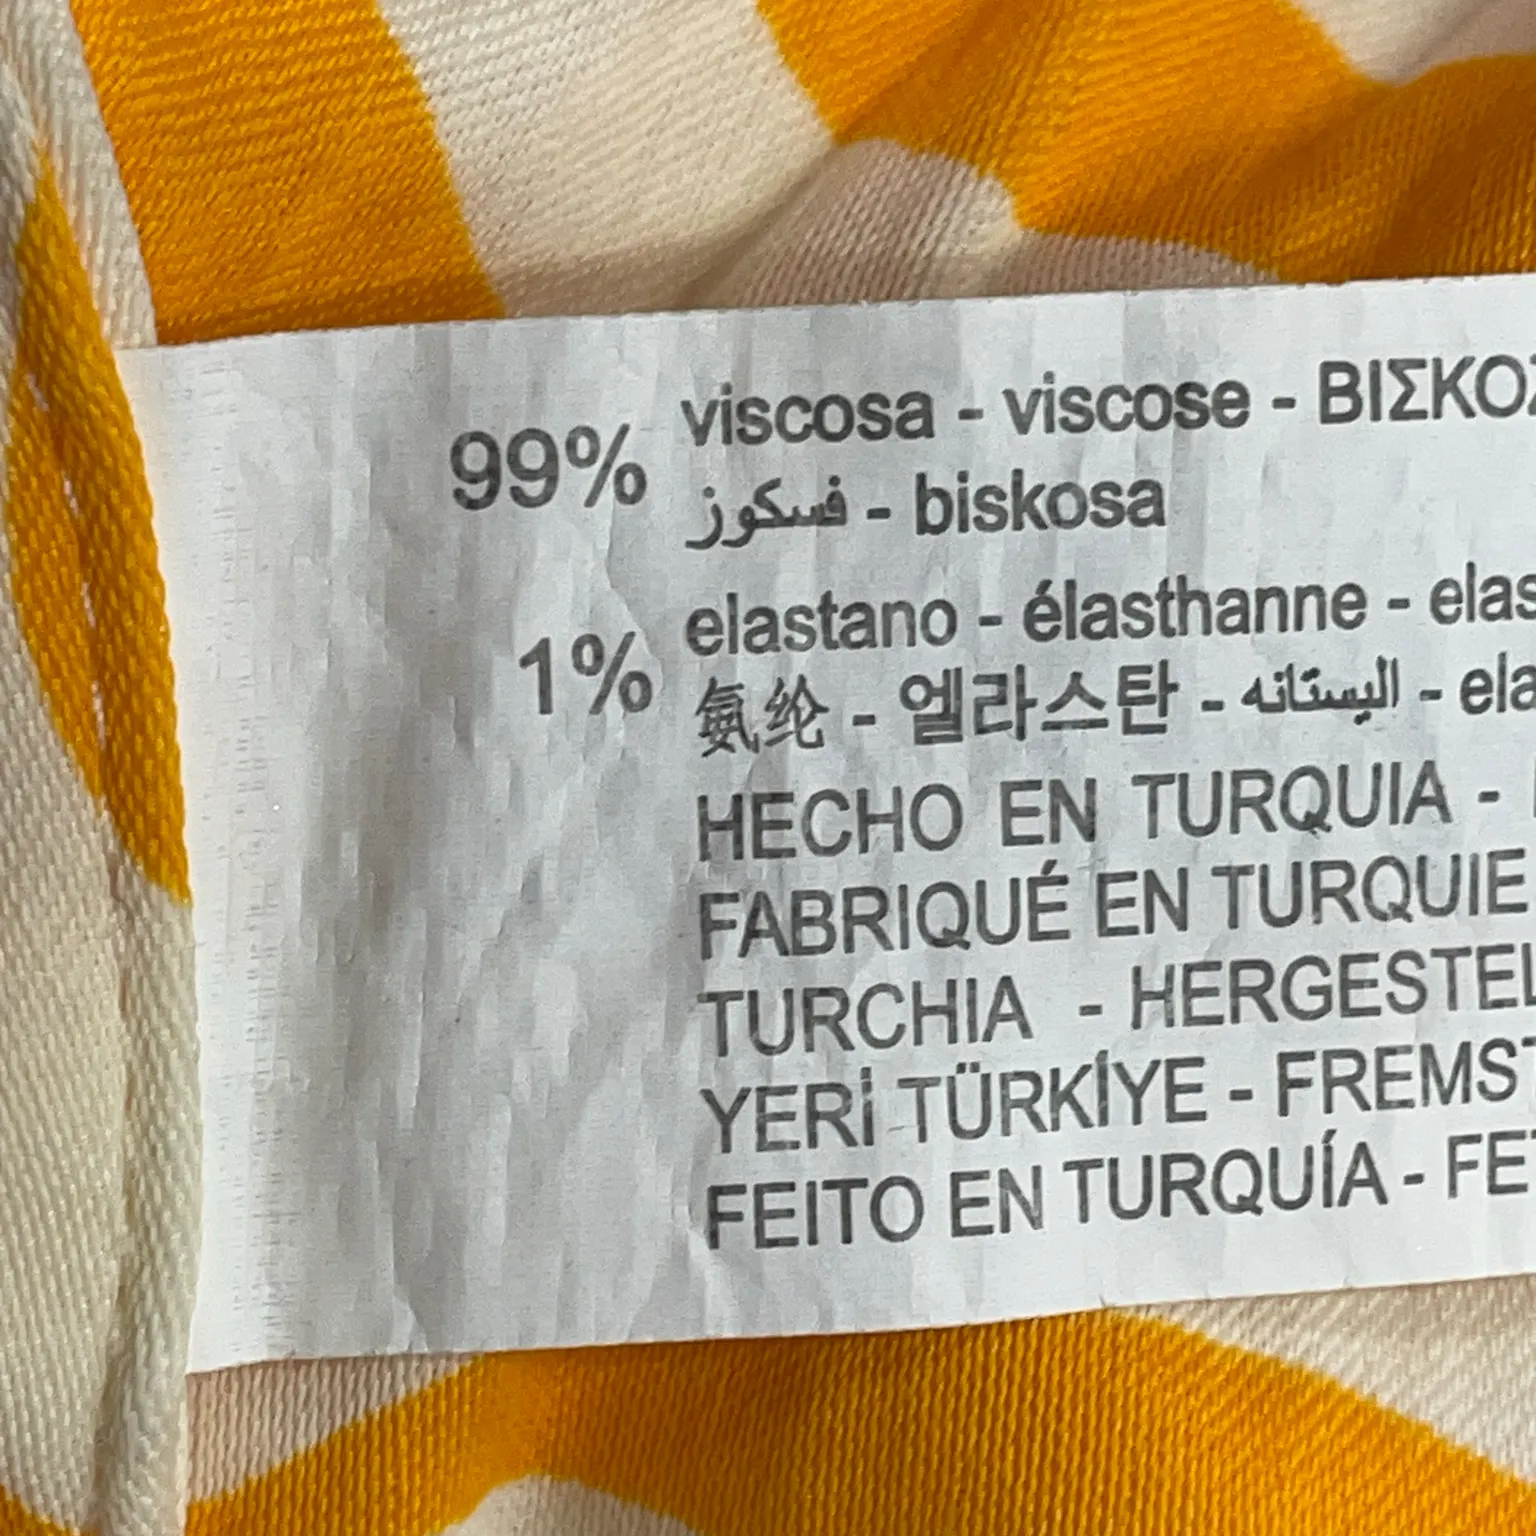 99% viscosa - viscose - ΒΙΣΚΟΖ
فسكوز - biskosa
1% elastano - élasthanne - elas
氨纶 - 엘라스탄 - اليستانه - ela
HECHO EN TURQUIA -
FABRIQUÉ EN TURQUIE
TURCHIA - HERGESTEL
YERİ TÜRKİYE - FREMST
FEITO EN TURQUÍA - FET